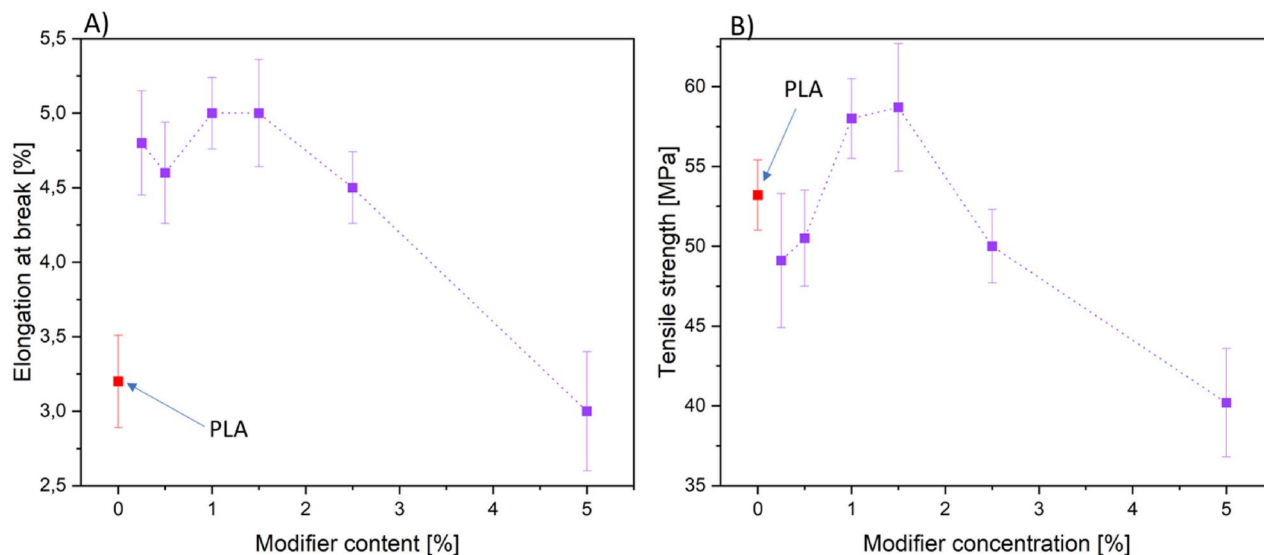 A)
5,5
5,0
4,5
4,0
3,5
3,0
2,5
Elongation at break [%]
PLA
0 1 2 3 4 5
Modifier content [%]
B)
60
55
50
45
40
35
Tensile strength [MPa]
PLA
0 1 2 3 4 5
Modifier concentration [%]